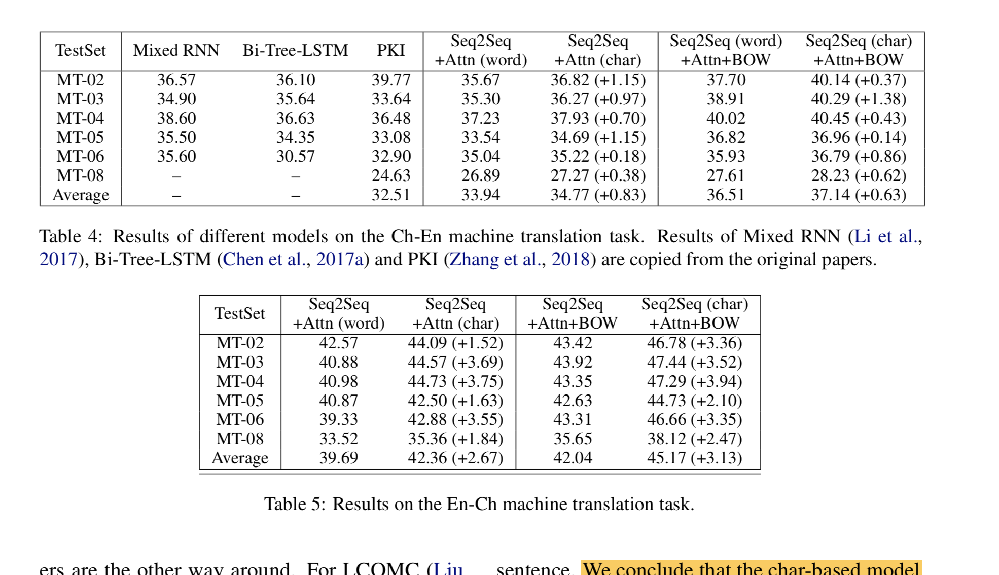 TestSet Mixed RNN Bi-Tree-LSTM PKI Seq2Seq +Attn (word) Seq2Seq +Attn (char) Seq2Seq (word) +Attn+BOW Seq2Seq (char) +Attn+BOW
MT-02 36.57 36.10 39.77 35.67 36.82 (+1.15) 37.70 40.14 (+0.37)
MT-03 34.90 35.64 33.64 35.30 36.27 (+0.97) 38.91 40.29 (+1.38)
MT-04 38.60 36.63 36.48 37.23 37.93 (+0.70) 40.02 40.45 (+0.43)
MT-05 35.50 34.35 33.08 33.54 34.69 (+1.15) 36.82 36.96 (+0.14)
MT-06 35.60 30.57 32.90 35.04 35.22 (+0.18) 35.93 36.79 (+0.86)
MT-08 – – 24.63 26.89 27.27 (+0.38) 27.61 28.23 (+0.62)
Average – – 32.51 33.94 34.77 (+0.83) 36.51 37.14 (+0.63)
Table 4: Results of different models on the Ch-En machine translation task. Results of Mixed RNN (Li et al.,
2017), Bi-Tree-LSTM (Chen et al., 2017a) and PKI (Zhang et al., 2018) are copied from the original papers.
TestSet Seq2Seq +Attn (word) Seq2Seq +Attn (char) Seq2Seq +Attn+BOW Seq2Seq (char) +Attn+BOW
MT-02 42.57 44.09 (+1.52) 43.42 46.78 (+3.36)
MT-03 40.88 44.57 (+3.69) 43.92 47.44 (+3.52)
MT-04 40.98 44.73 (+3.75) 43.35 47.29 (+3.94)
MT-05 40.87 42.50 (+1.63) 42.63 44.73 (+2.10)
MT-06 39.33 42.88 (+3.55) 43.31 46.66 (+3.35)
MT-08 33.52 35.36 (+1.84) 35.65 38.12 (+2.47)
Average 39.69 42.36 (+2.67) 42.04 45.17 (+3.13)
Table 5: Results on the En-Ch machine translation task.
ers are the other way around. For LCQMC (Liu
sentence. We conclude that the char-based model